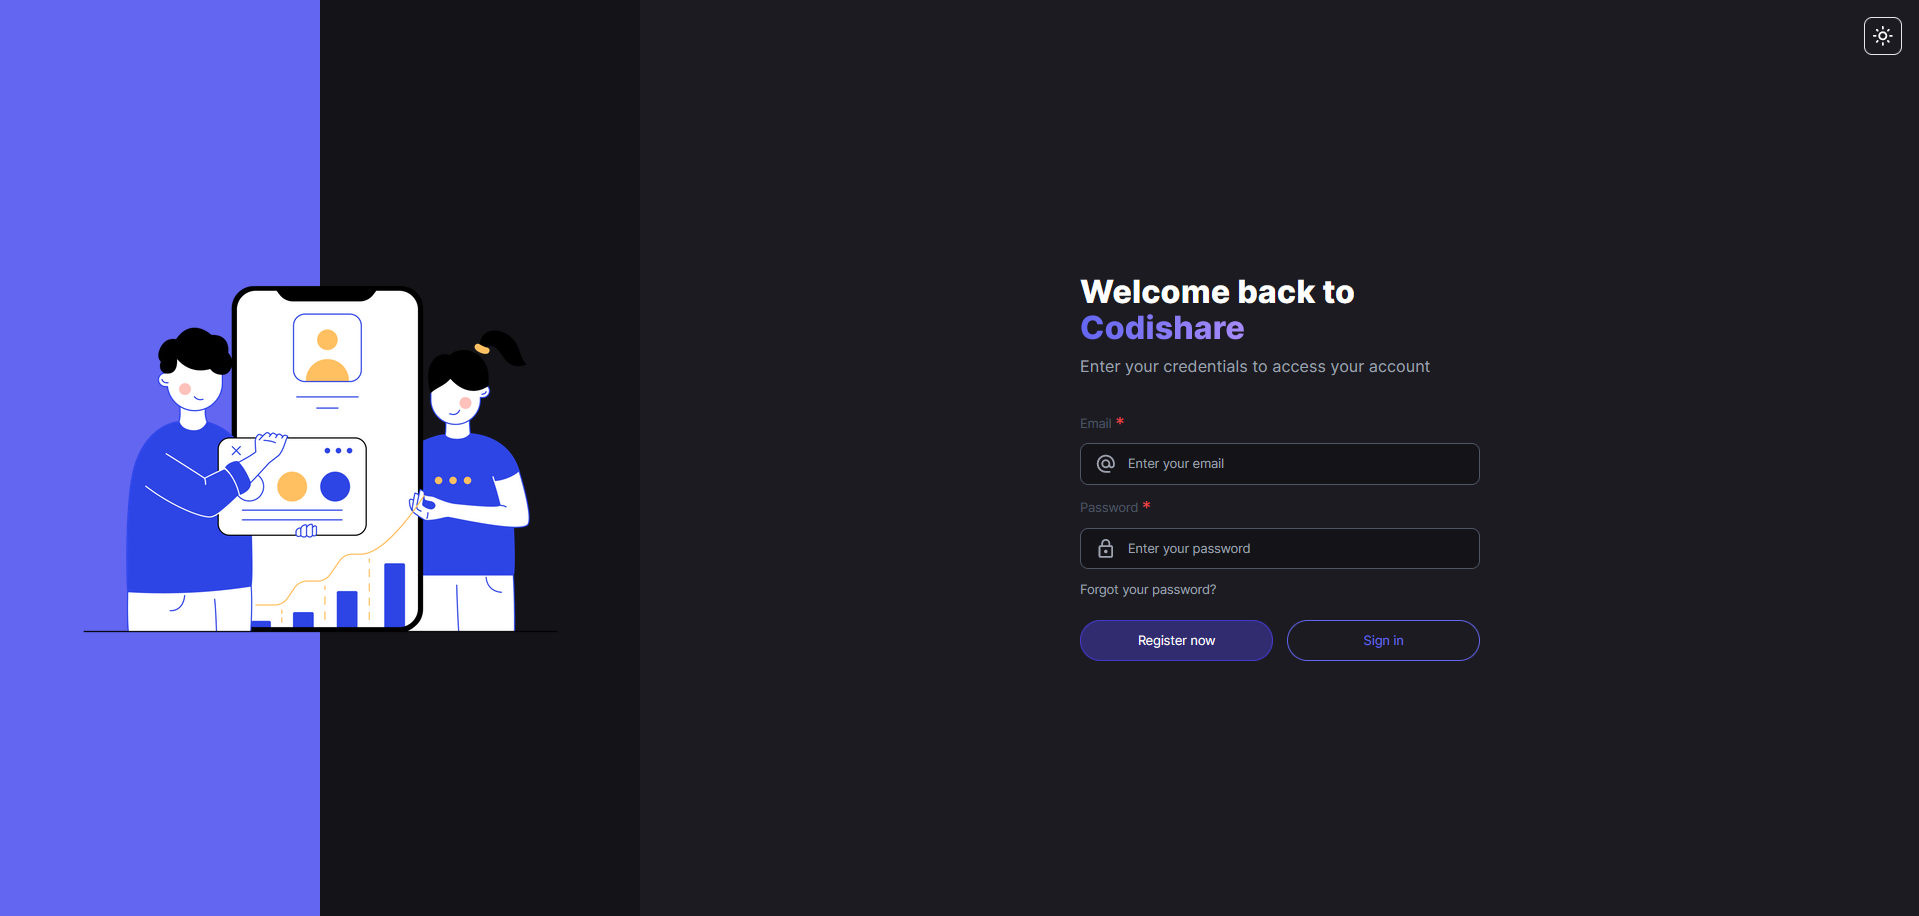 Welcome back to
Codishare
Enter your credentials to access your account
Email *
Enter your email
Password *
Enter your password
Forgot your password?
Register now
Sign in